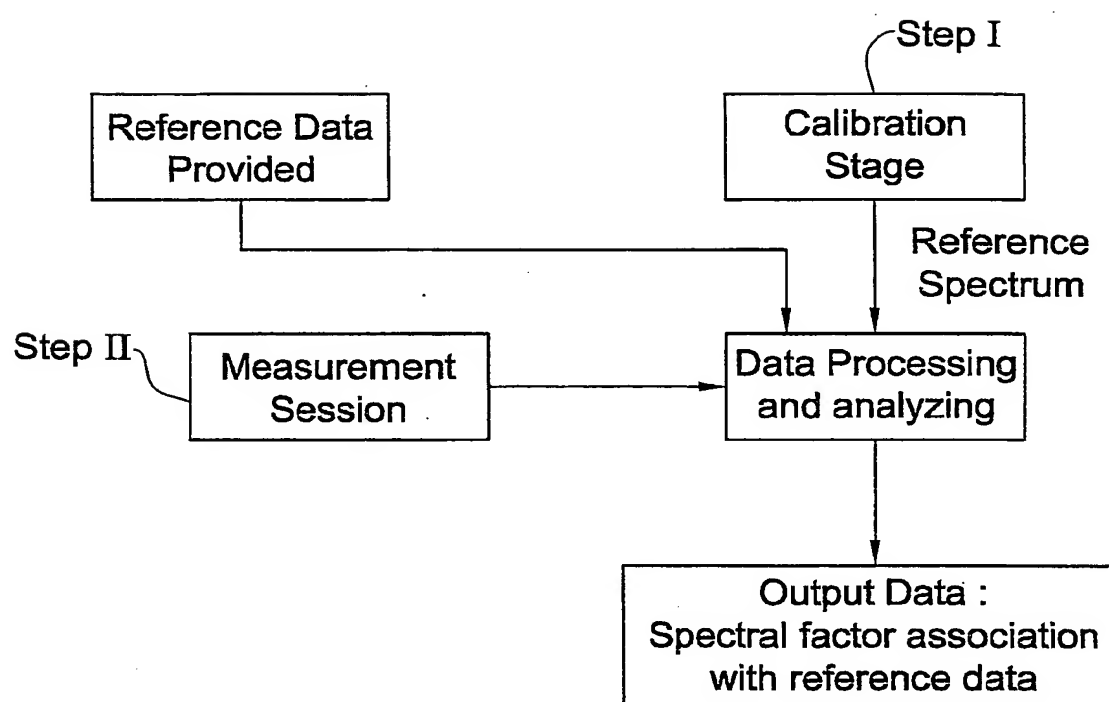 Step I
Reference Data
Provided
Calibration
Stage
Reference
Spectrum
Step II
Measurement
Session
Data Processing
and analyzing
Output Data :
Spectral factor association
with reference data